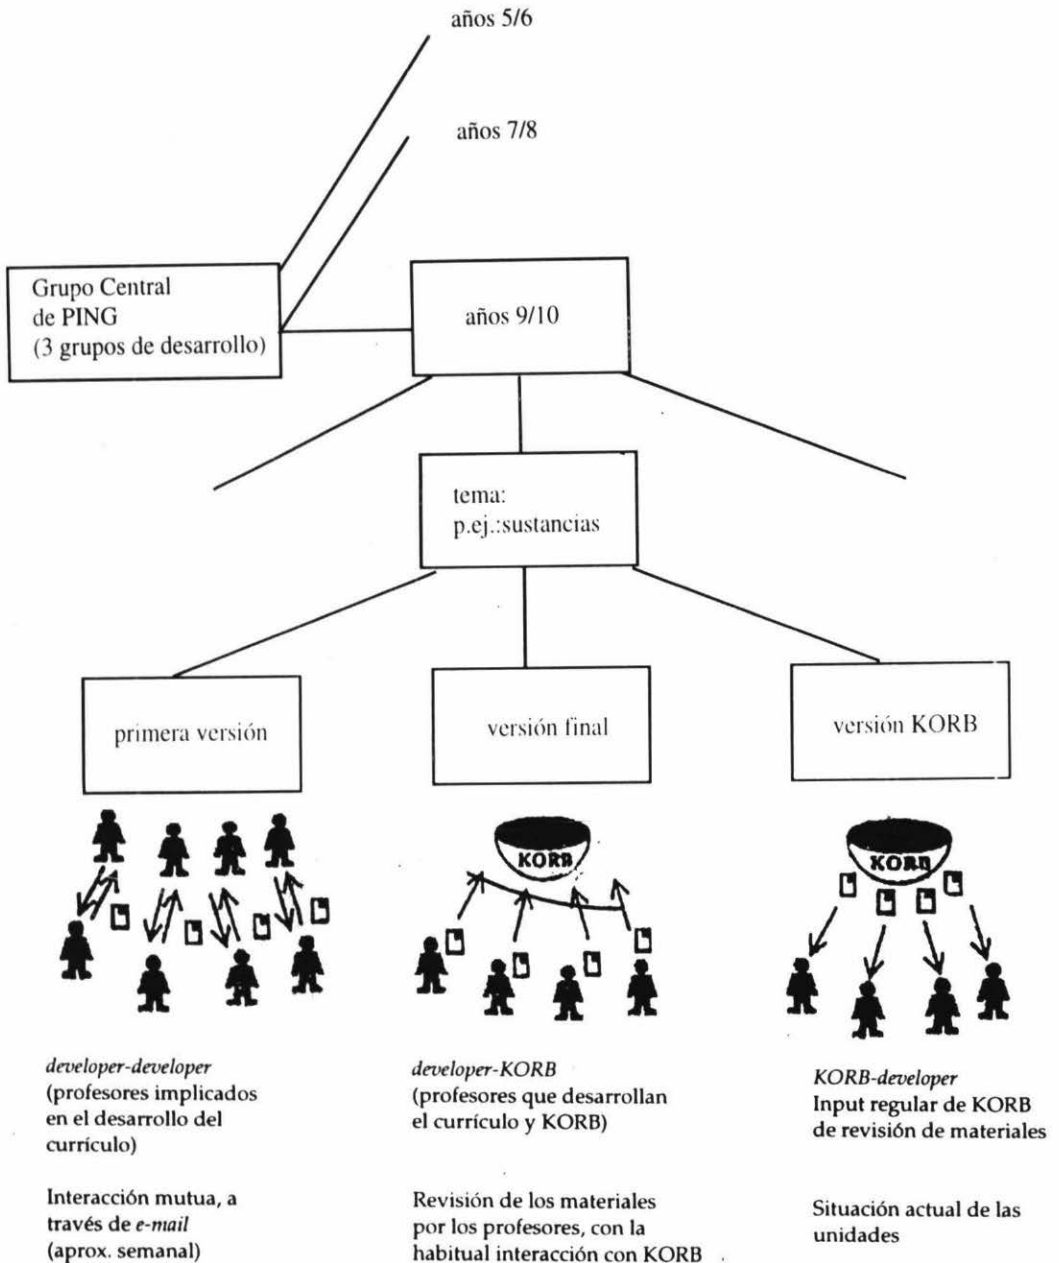 años 5/6
años 7/8
Grupo Central
de PING
(3 grupos de desarrollo)
años 9/10
tema:
p.ej.:sustancias
primera versión
versión final
versión KORB
KORB
KORB
developer-developer
(profesores implicados
en el desarrollo del
currículo)
Interacción mutua, a
través de e-mail
(aprox. semanal)
developer-KORB
(profesores que desarrollan
el currículo y KORB)
Revisión de los materiales
por los profesores, con la
habitual interacción con KORB
KORB-developer
Input regular de KORB
de revisión de materiales
Situación actual de las
unidades